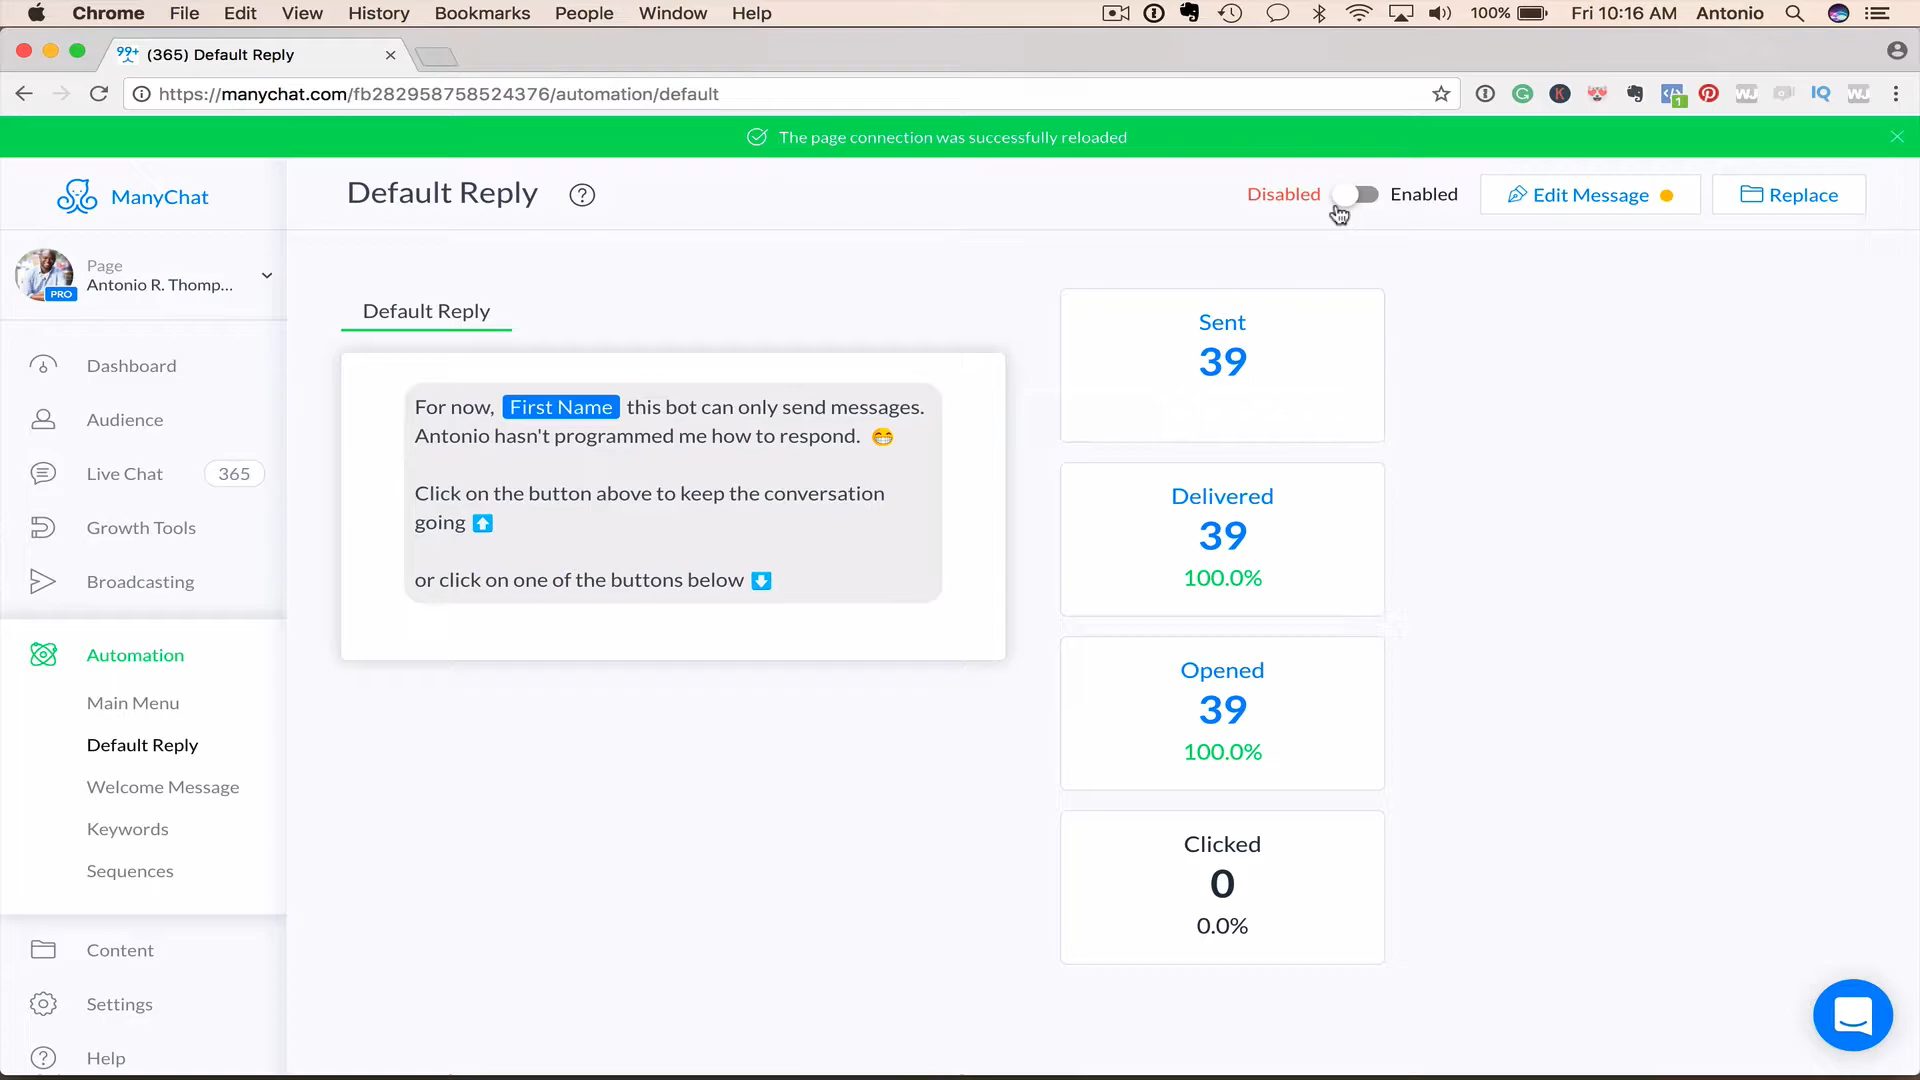 Chrome File Edit View History Bookmarks People Window Help 100% Fri 10:16 AM Antonio
99+ (365) Default Reply
https://manychat.com/fb282958758524376/automation/default
The page connection was successfully reloaded
ManyChat
Default Reply
Disabled Enabled
Edit Message
Replace
Page
Antonio R. Thomp...
PRO
Dashboard
Audience
Live Chat 365
Growth Tools
Broadcasting
Automation
Main Menu
Default Reply
Welcome Message
Keywords
Sequences
Content
Settings
Help
Default Reply
For now, First Name this bot can only send messages.
Antonio hasn't programmed me how to respond.
Click on the button above to keep the conversation
going
or click on one of the buttons below
Sent
39
Delivered
39
100.0%
Opened
39
100.0%
Clicked
0
0.0%